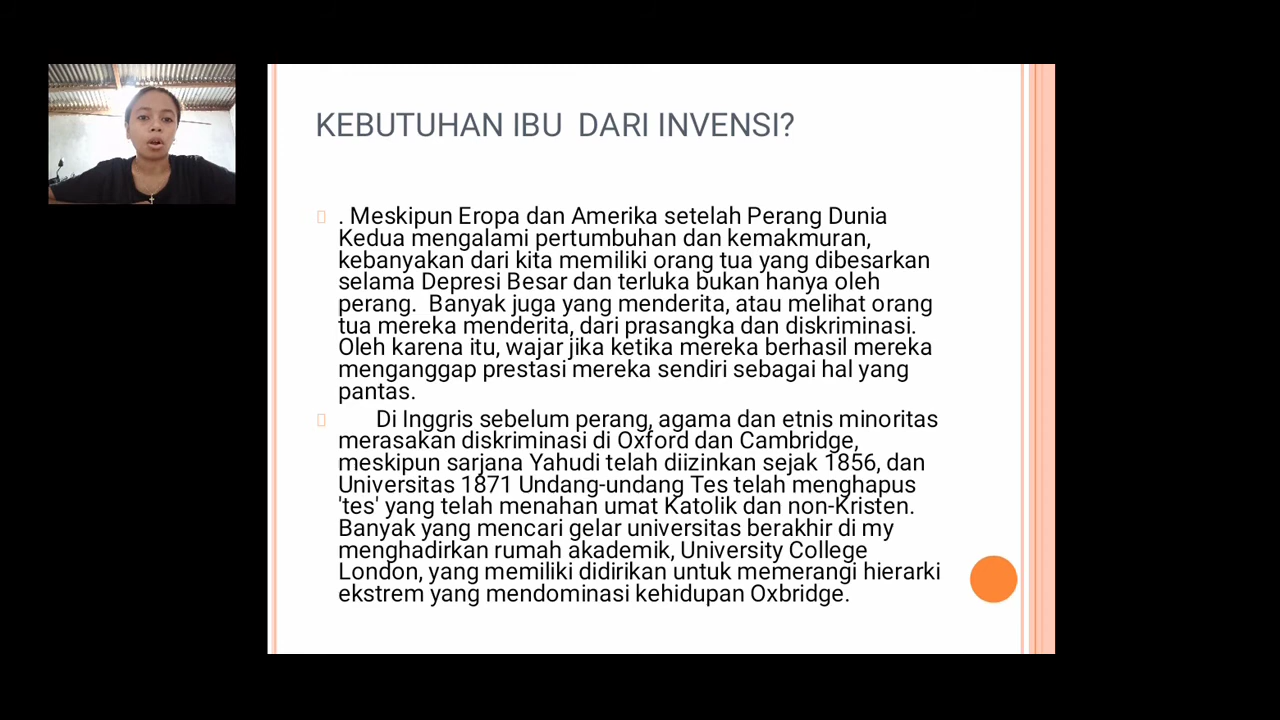 KEBUTUHAN IBU DARI INVENSI?
. Meskipun Eropa dan Amerika setelah Perang Dunia
Kedua mengalami pertumbuhan dan kemakmuran,
kebanyakan dari kita memiliki orang tua yang dibesarkan
selama Depresi Besar dan terluka bukan hanya oleh
perang. Banyak juga yang menderita, atau melihat orang
tua mereka menderita, dari prasangka dan diskriminasi.
Oleh karena itu, wajar jika ketika mereka berhasil mereka
menganggap prestasi mereka sendiri sebagai hal yang
pantas.
Di Inggris sebelum perang, agama dan etnis minoritas
merasakan diskriminasi di Oxford dan Cambridge,
meskipun sarjana Yahudi telah diizinkan sejak 1856, dan
Universitas 1871 Undang-undang Tes telah menghapus
'tes' yang telah menahan umat Katolik dan non-Kristen.
Banyak yang mencari gelar universitas berakhir di my
menghadirkan rumah akademik, University College
London, yang memiliki didirikan untuk memerangi hierarki
ekstrem yang mendominasi kehidupan Oxbridge.